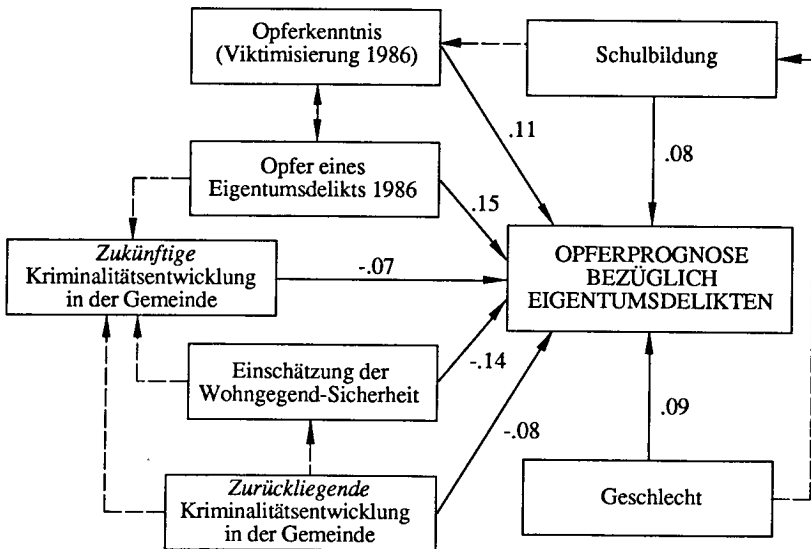 Opferkenntnis
(Viktimisierung 1986)
Schulbildung
.11
.08
Opfer eines
Eigentumsdelikts 1986
.15
Zukünftige
Kriminalitätsentwicklung
in der Gemeinde
-.07
OPFERPROGNOSE
BEZÜGLICH
EIGENTUMSDELIKTEN
Einschätzung der
Wohngegend-Sicherheit
-.14
-.08
.09
Zurückliegende
Kriminalitätsentwicklung
in der Gemeinde
Geschlecht